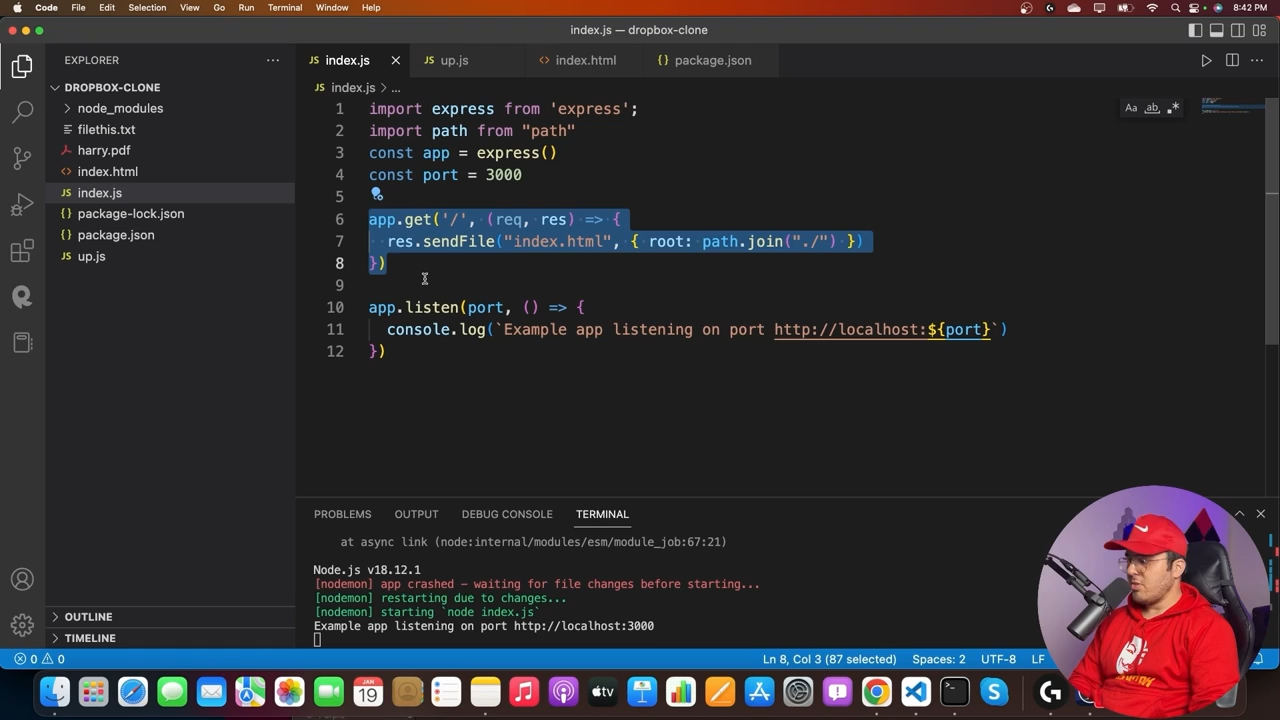 Code File Edit Selection View Go Run Terminal Window Help 8:42 PM
index.js — dropbox-clone
EXPLORER
DROPBOX-CLONE
node_modules
filethis.txt
harry.pdf
index.html
index.js
package-lock.json
package.json
up.js
OUTLINE
TIMELINE
index.js up.js index.html package.json
index.js > ...
1 import express from 'express';
2 import path from "path"
3 const app = express()
4 const port = 3000
5
6 app.get('/', (req, res) => {
7 res.sendFile("index.html", { root: path.join("./") })
8 })
9
10 app.listen(port, () => {
11 console.log(`Example app listening on port http://localhost:${port}`)
12 })
Aa ab
PROBLEMS OUTPUT DEBUG CONSOLE TERMINAL
at async link (node:internal/modules/esm/module_job:67:21)
Node.js v18.12.1
[nodemon] app crashed - waiting for file changes before starting...
[nodemon] restarting due to changes...
[nodemon] starting `node index.js`
Example app listening on port http://localhost:3000
0 0 Ln 8, Col 3 (87 selected) Spaces: 2 UTF-8 LF
JAN
19
tv